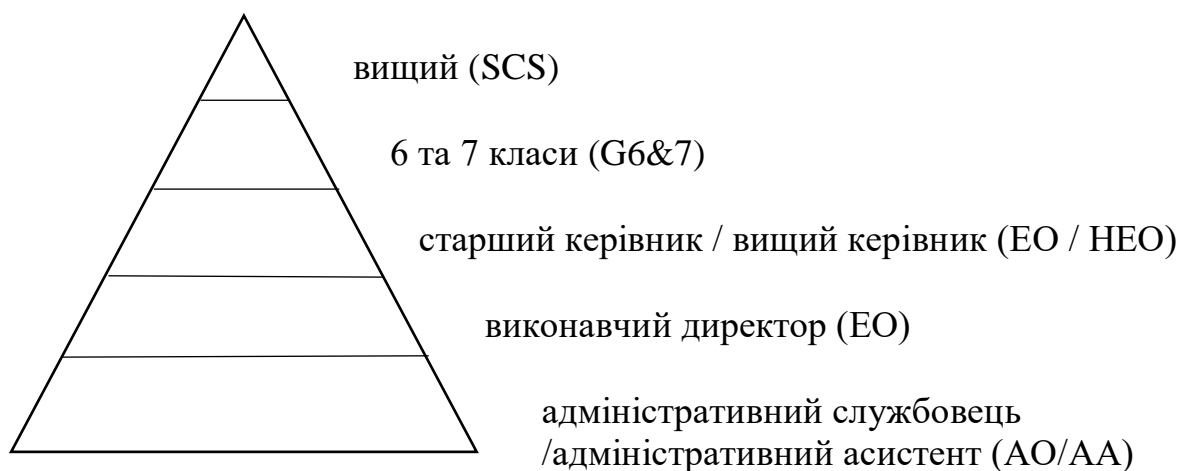 вищий (SCS)
6 та 7 класи (G6&7)
старший керівник / вищий керівник (EO / HEO)
виконавчий директор (EO)
адміністративний службовець
/адміністративний асистент (AO/AA)